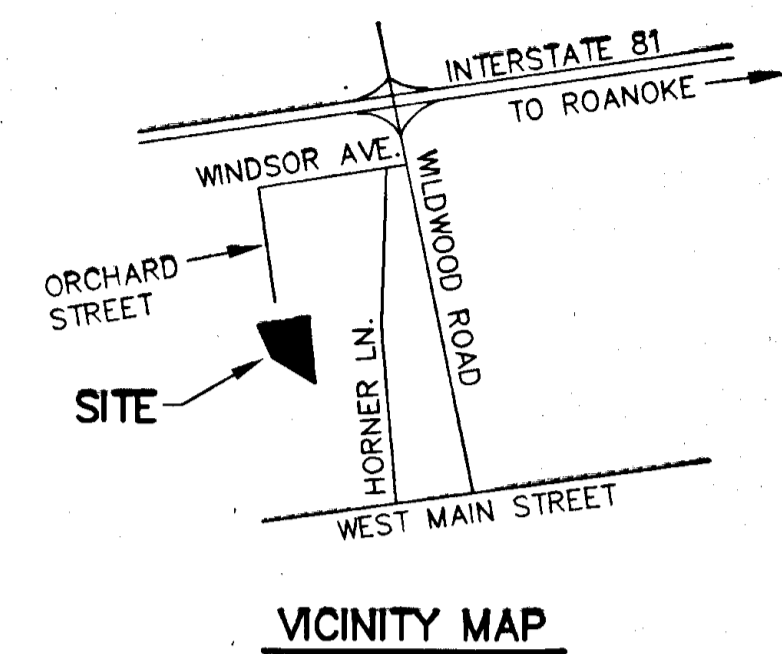 INTERSTATE 81
TO ROANOKE
WINDSOR AVE.
WILDWOOD ROAD
ORCHARD
STREET
HORNER LN.
SITE
WEST MAIN STREET
VICINITY MAP